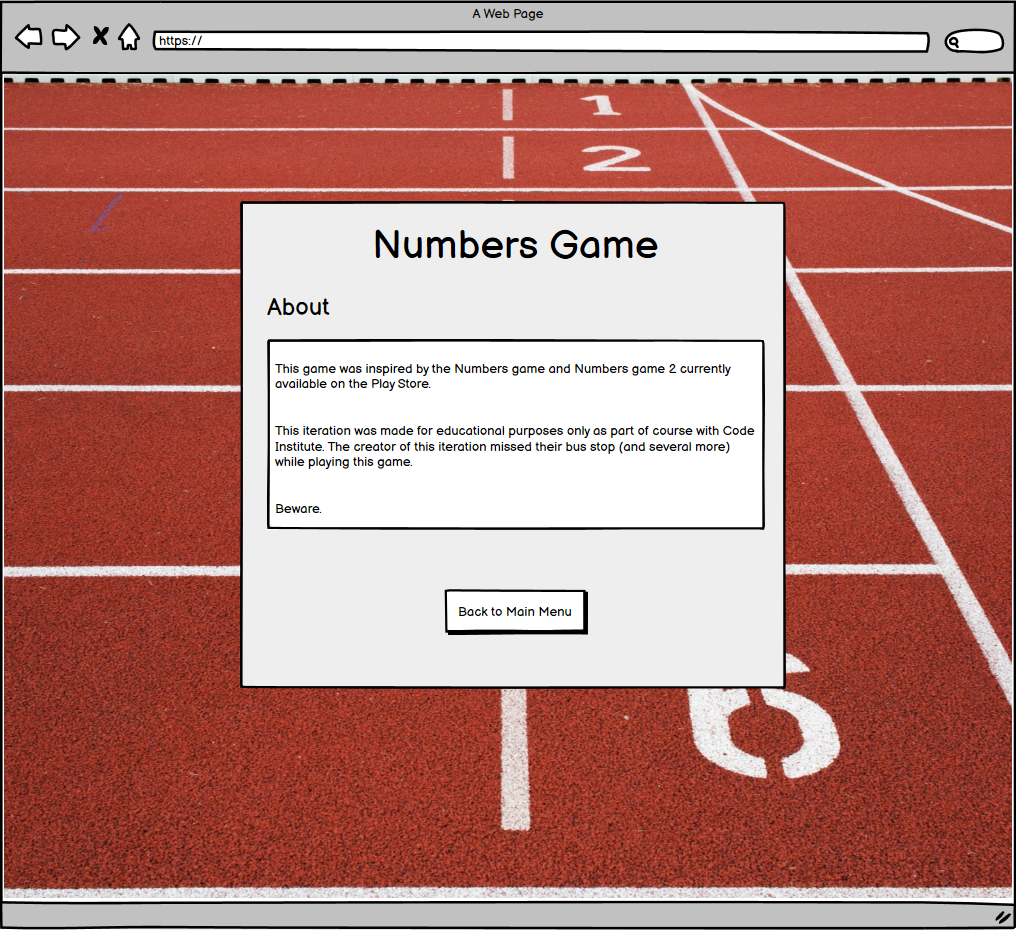 A Web Page
https://
1
2
Numbers Game
About
This game was inspired by the Numbers game and Numbers game 2 currently
available on the Play Store.
This iteration was made for educational purposes only as part of course with Code
Institute. The creator of this iteration missed their bus stop (and several more)
while playing this game.
Beware.
Back to Main Menu
6